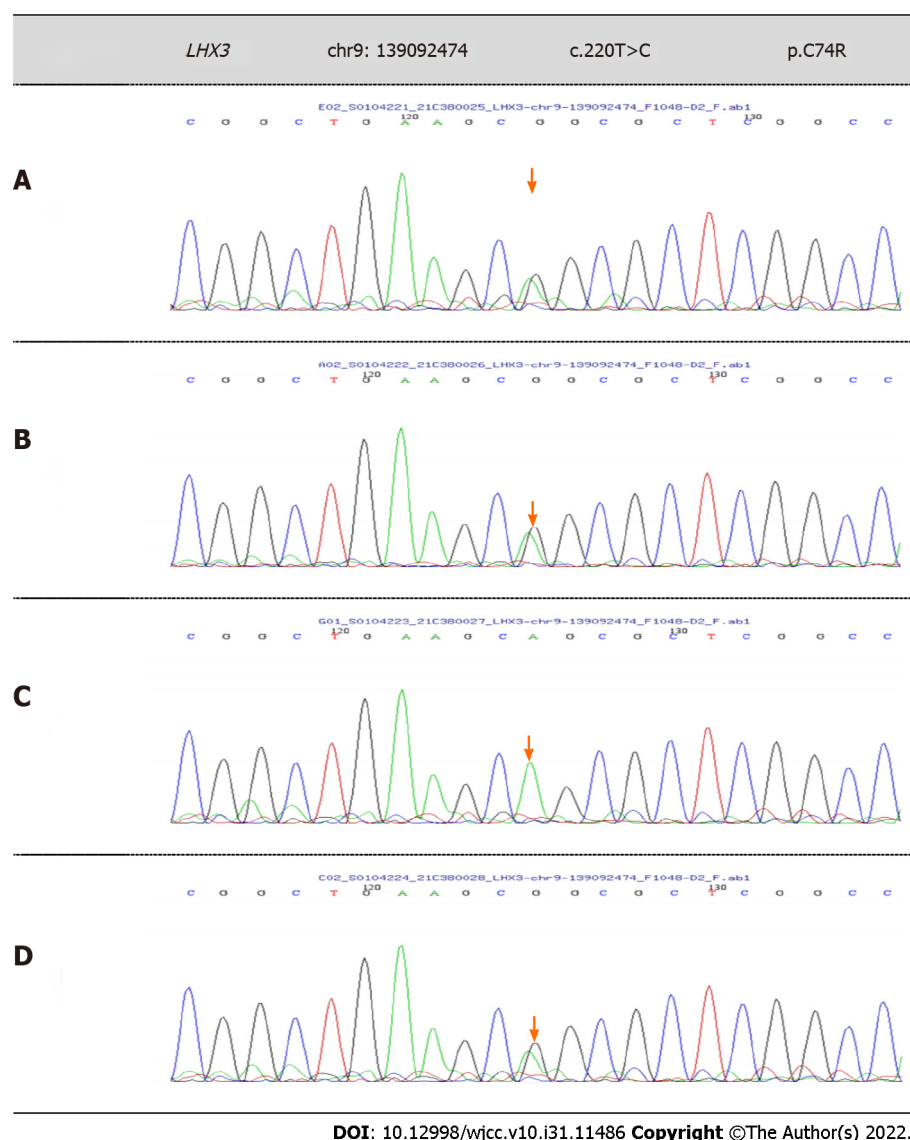 LHX3 chr9: 139092474 c.220T>C p.C74R
E02_S0104221_21C380025_LHX3-chr9-139092474_F1048-D2_F.ab1
120 130
C G G C T G A A G C G G C G C T C G G C C
A
A02_S0104222_21C380026_LHX3-chr9-139092474_F1048-D2_F.ab1
120 130
C G G C T G A A G C G G C G C T C G G C C
B
G01_S0104223_21C380027_LHX3-chr9-139092474_F1048-D2_F.ab1
120 130
C G G C T G A A G C A G C G C T C G G C C
C
C02_S0104224_21C380028_LHX3-chr9-139092474_F1048-D2_F.ab1
120 130
C G G C T G A A G C G G C G C T C G G C C
D
DOI: 10.12998/wjcc.v10.i31.11486 Copyright ©The Author(s) 2022.